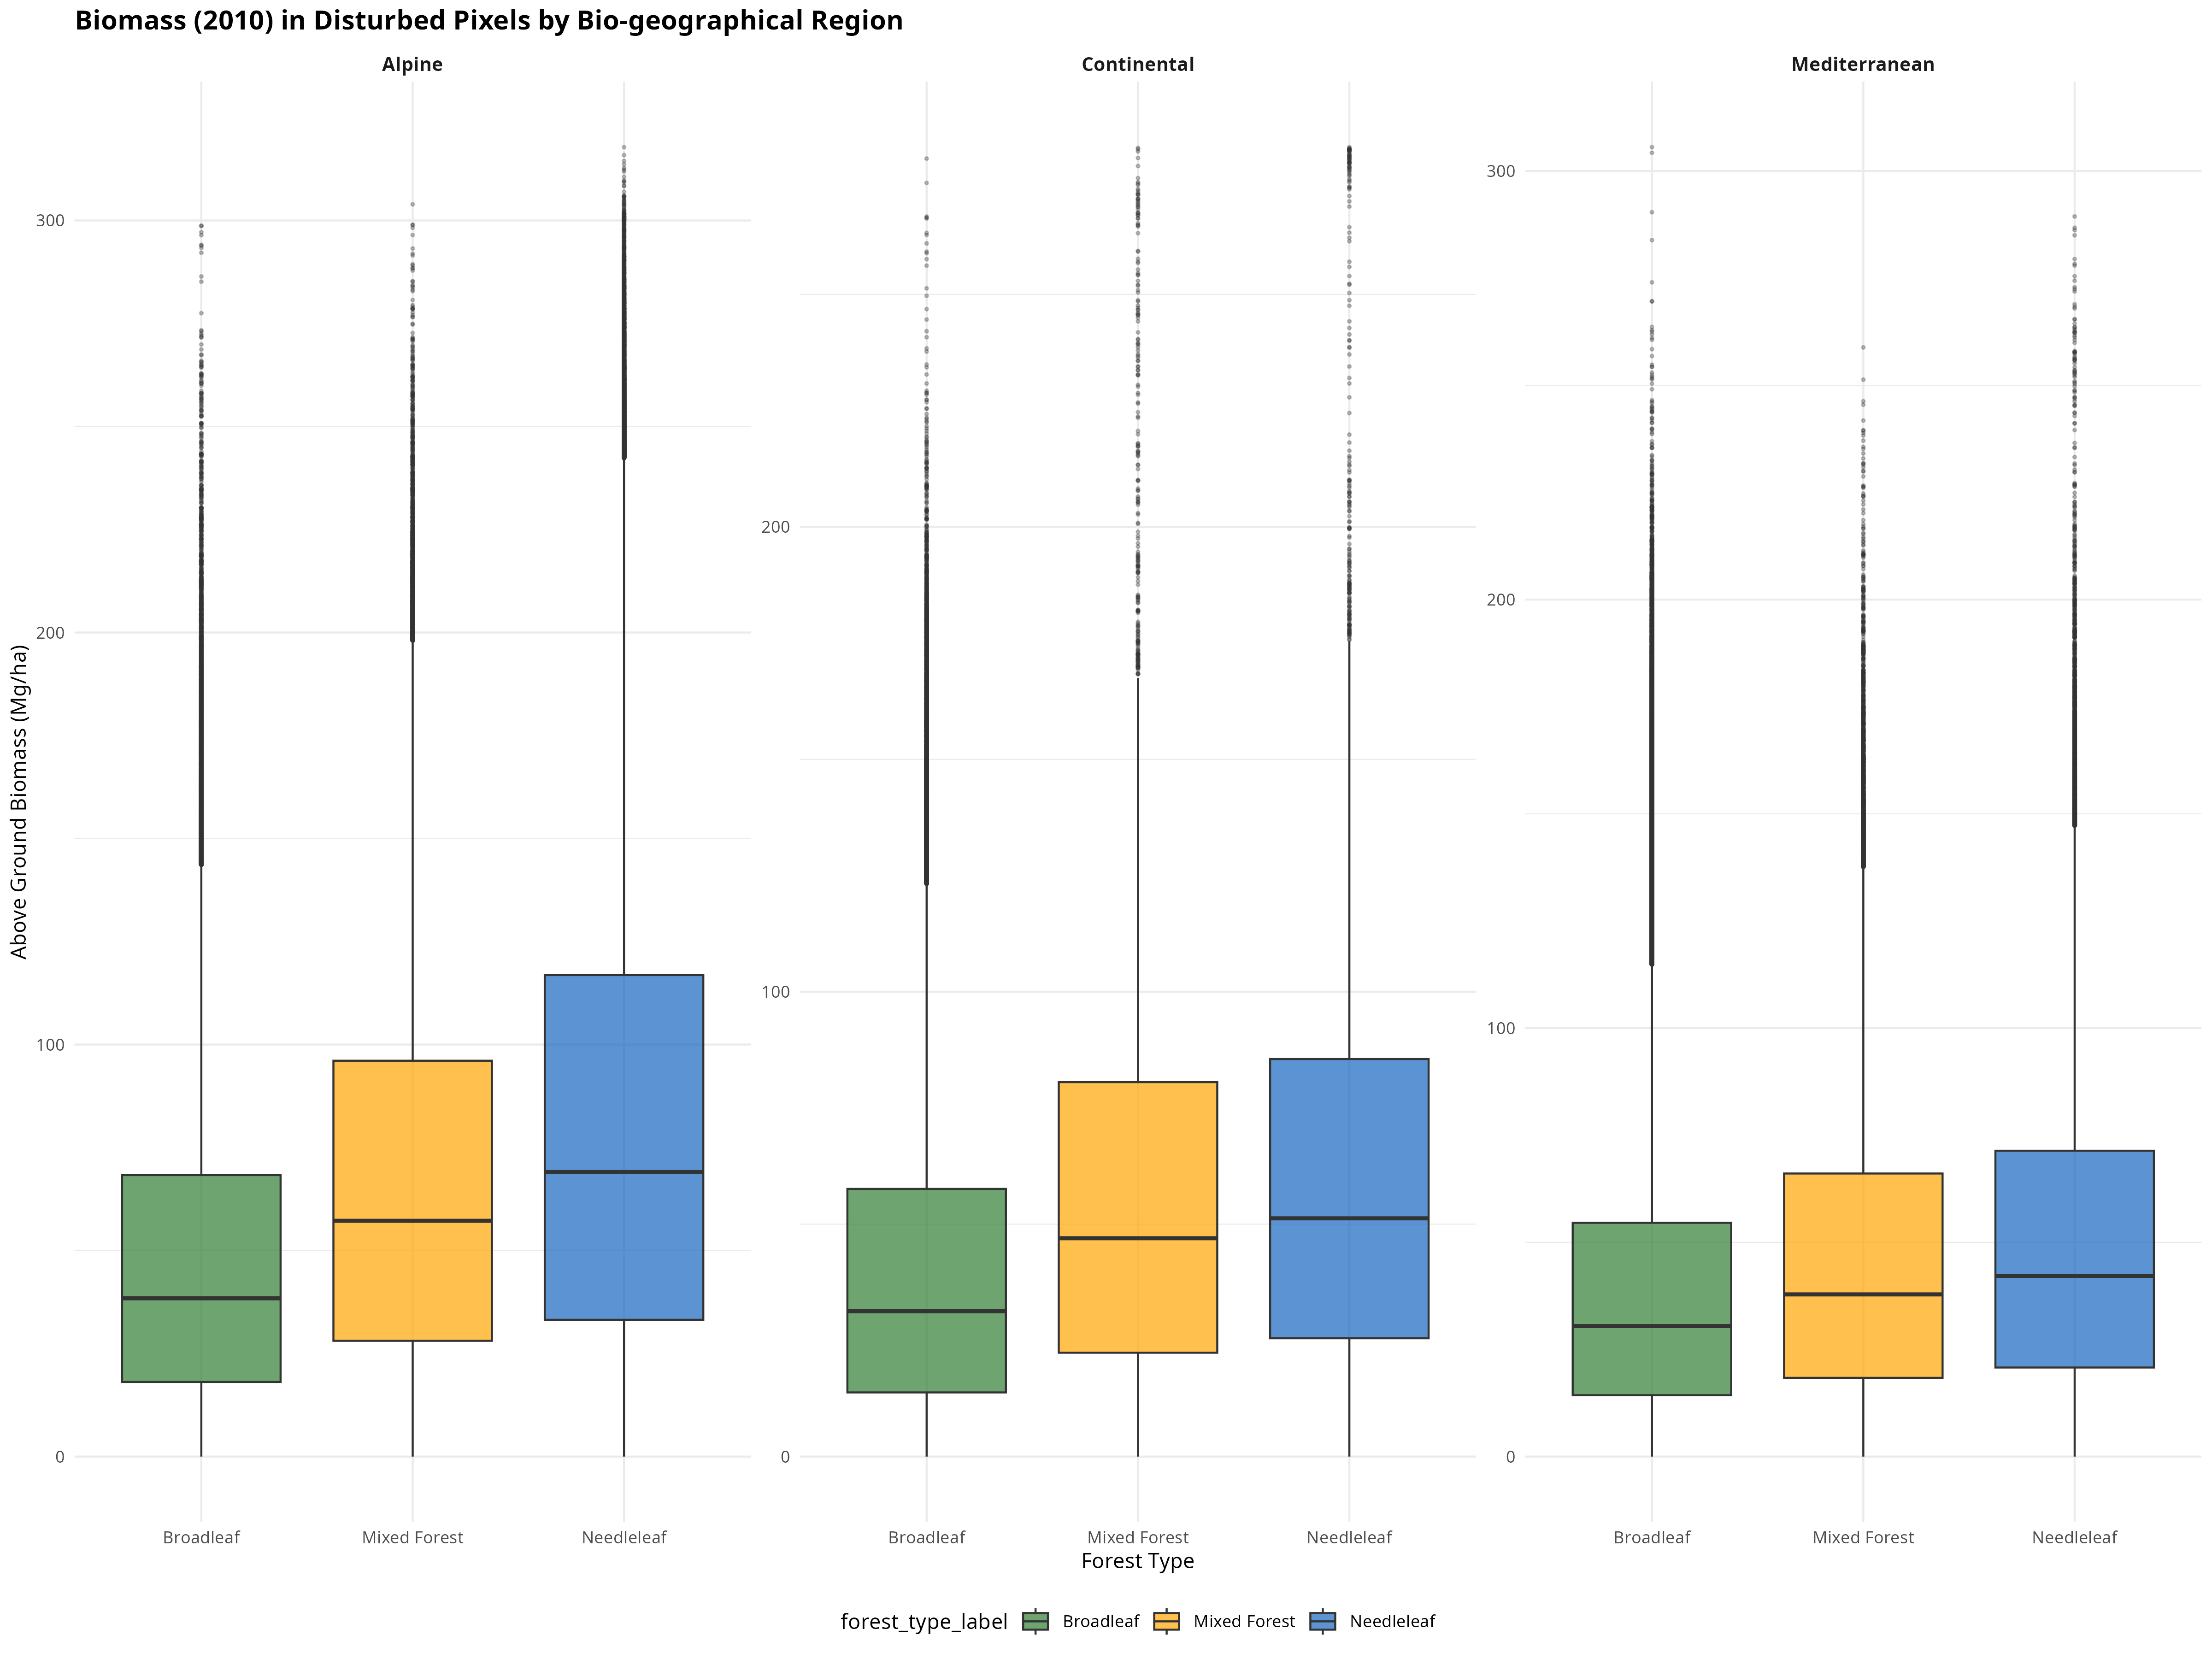 Biomass (2010) in Disturbed Pixels by Bio-geographical Region
Alpine
Continental
Mediterranean
Above Ground Biomass (Mg/ha)
300
200
100
0
200
100
0
300
200
100
0
Broadleaf
Mixed Forest
Needleleaf
Broadleaf
Mixed Forest
Needleleaf
Broadleaf
Mixed Forest
Needleleaf
Forest Type
forest_type_label
Broadleaf
Mixed Forest
Needleleaf